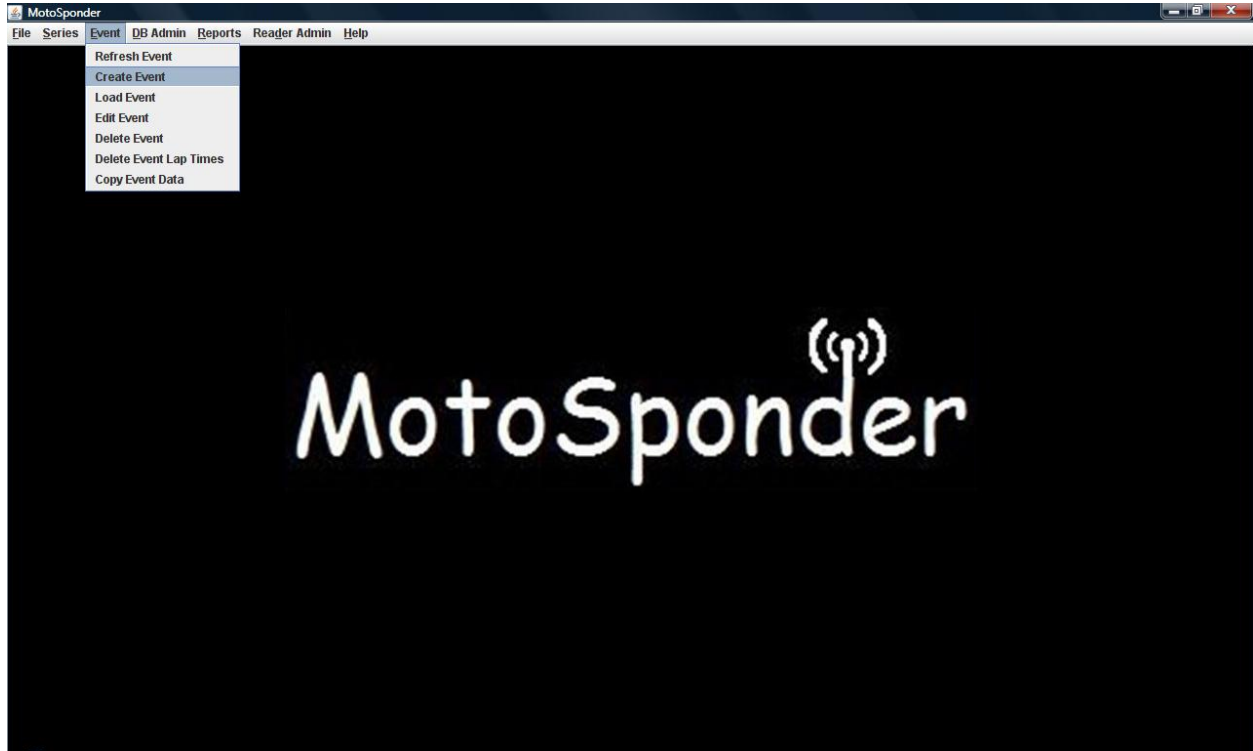 MotoSponder
File Series Event DB Admin Reports Reader Admin Help
Refresh Event
Create Event
Load Event
Edit Event
Delete Event
Delete Event Lap Times
Copy Event Data
MotoSponder